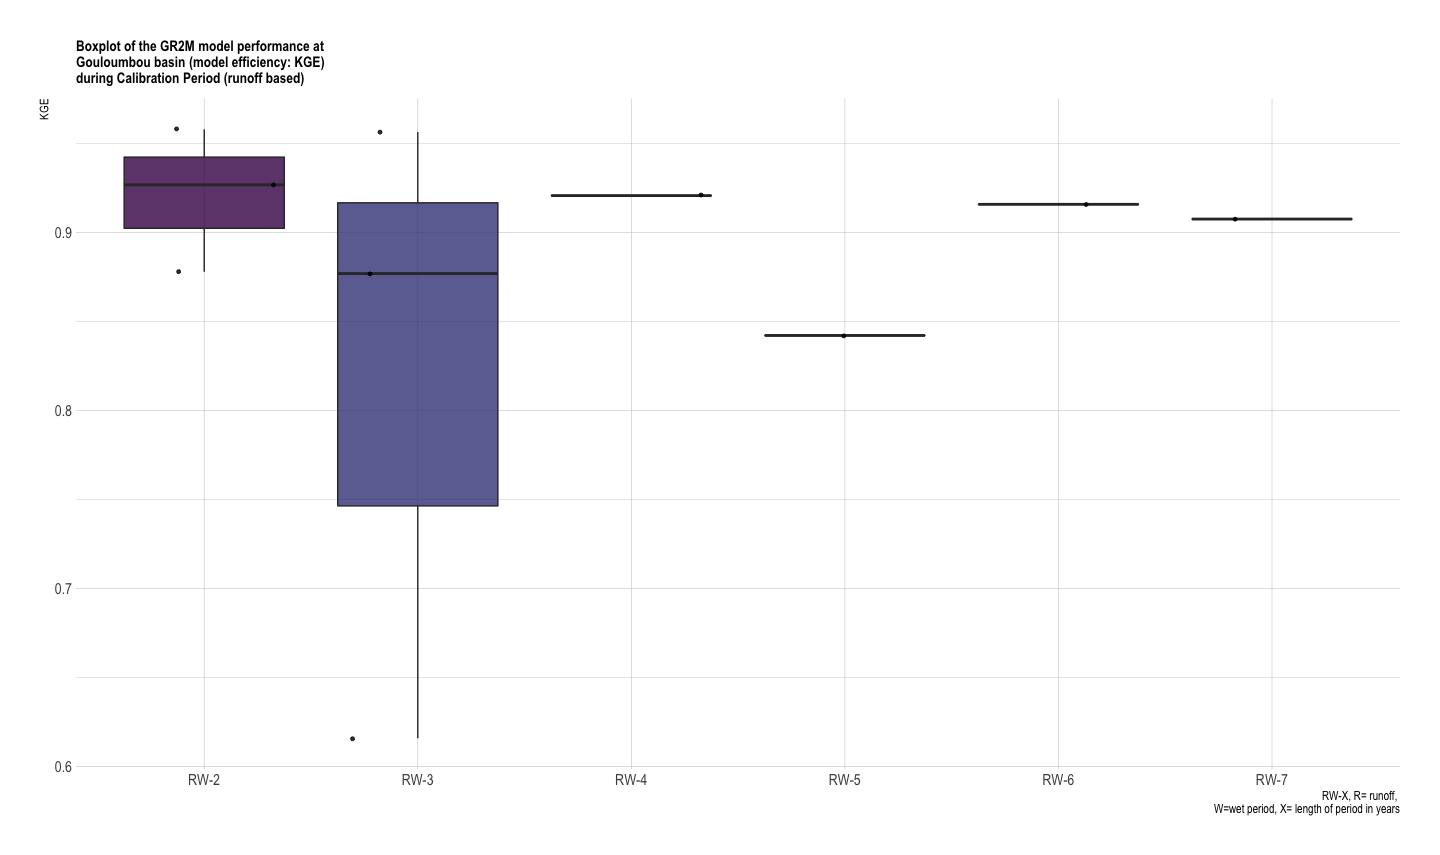 Boxplot of the GR2M model performance at
Gouloumbou basin (model efficiency: KGE)
during Calibration Period (runoff based)
KGE
0.9
0.8
0.7
0.6
RW-2 RW-3 RW-4 RW-5 RW-6 RW-7
RW-X, R= runoff,
W=wet period, X= length of period in years